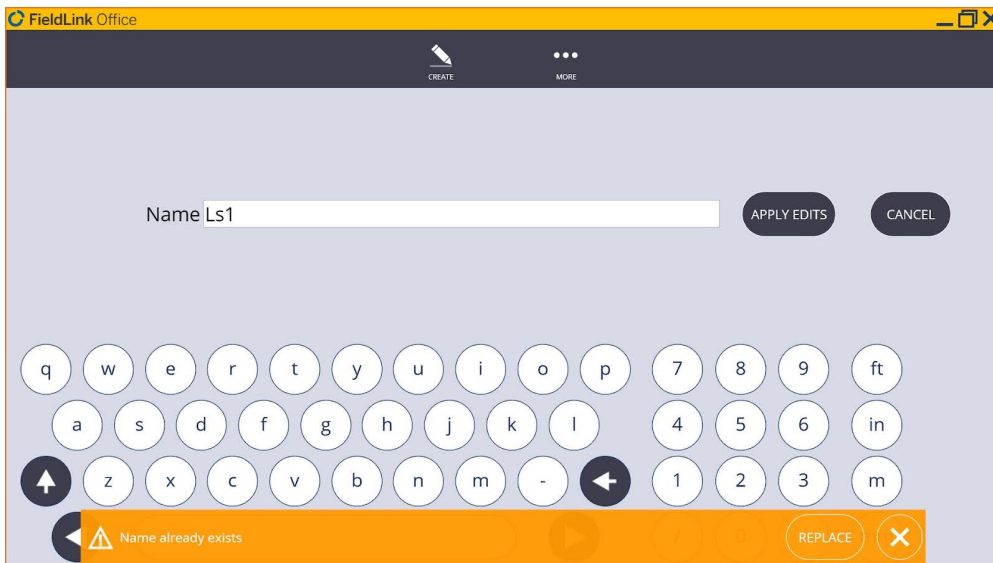 FieldLink Office
CREATE MORE
Name Ls1 APPLY EDITS CANCEL
q w e r t y u i o p 7 8 9 ft
a s d f g h j k l 4 5 6 in
z x c v b n m - 1 2 3 m
Name already exists REPLACE